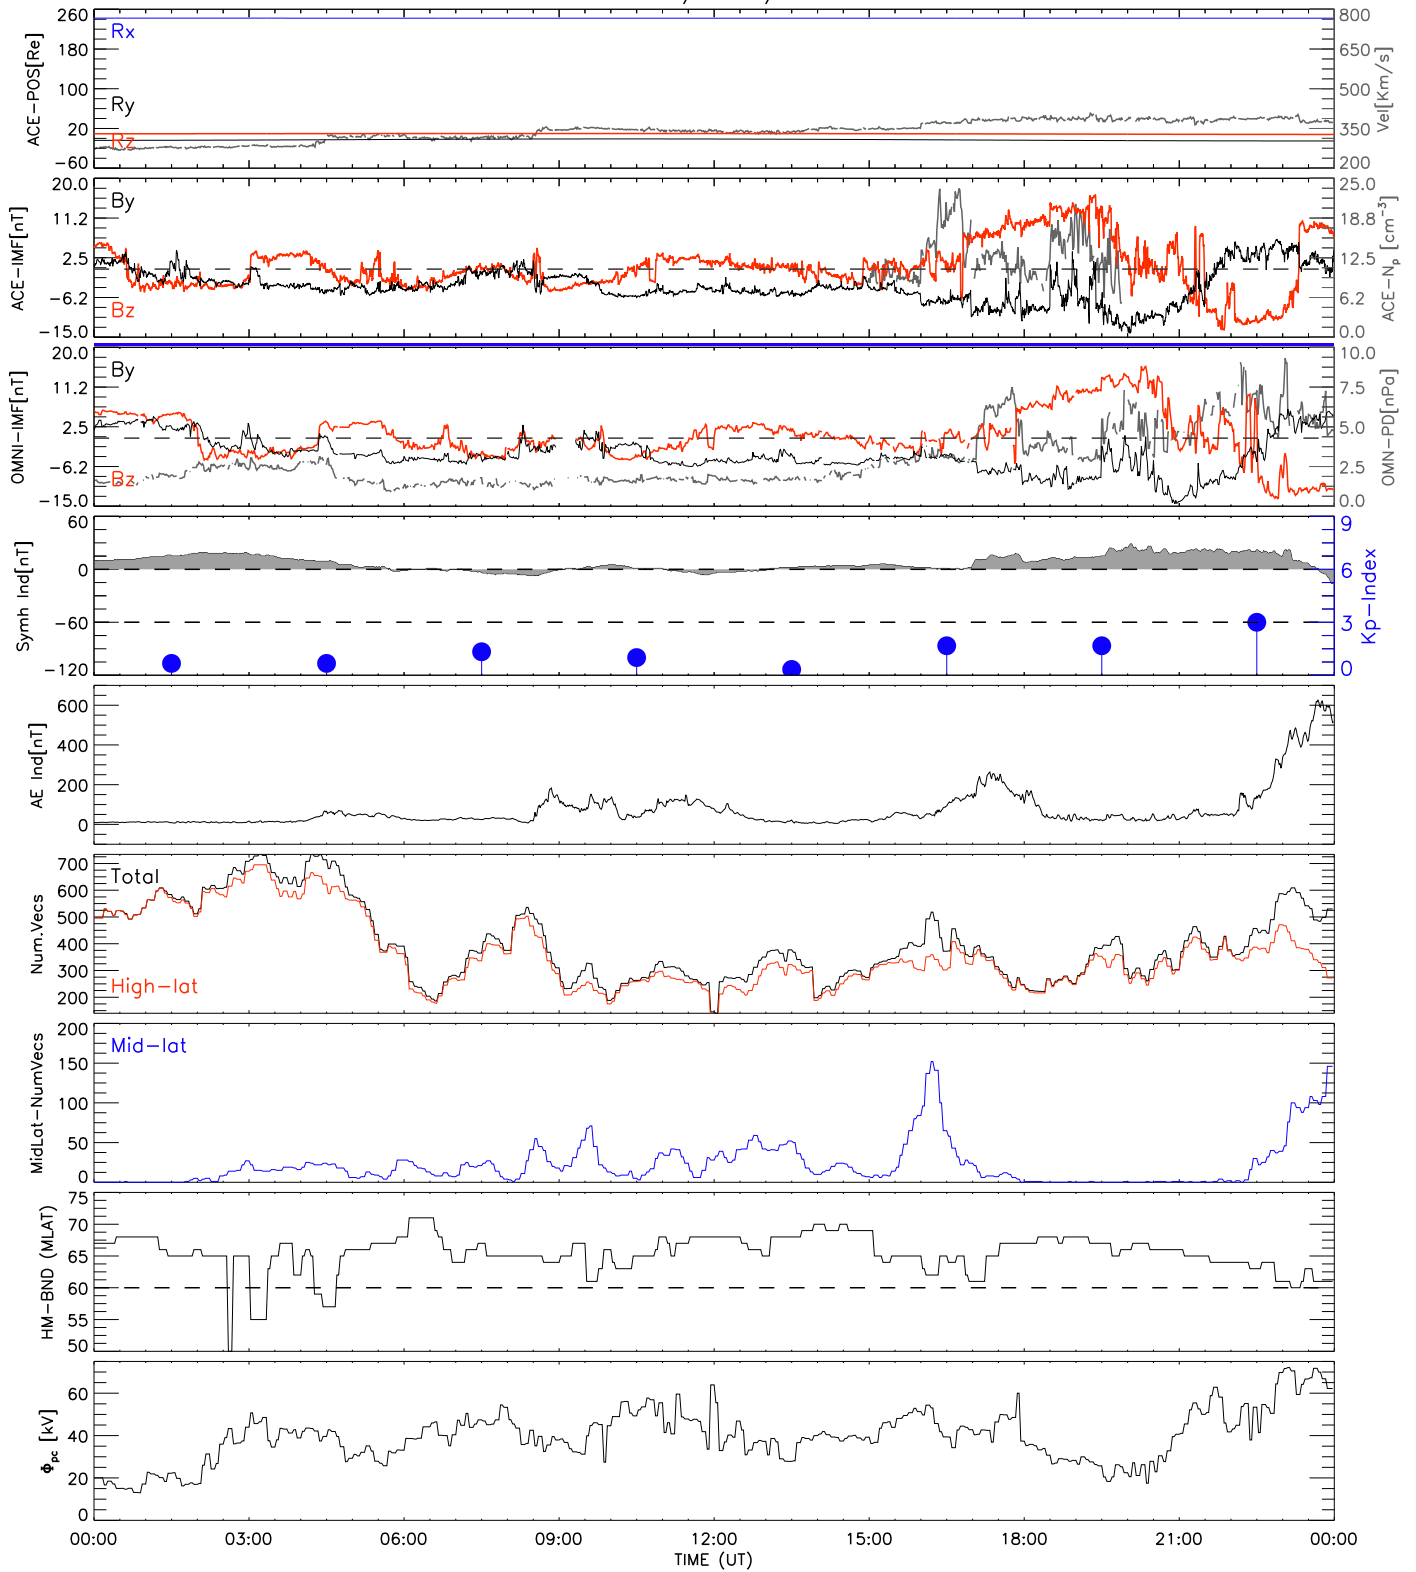 260
180
100
20
−60
ACE−POS[Re]
Rx
Ry
Rz
800
650
500
350
200
Vel[Km/s]
20.0
11.2
2.5
−6.2
−15.0
ACE−IMF[nT]
By
Bz
25.0
18.8
12.5
6.2
0.0
ACE−Np [cm−3]
20.0
11.2
2.5
−6.2
−15.0
OMNI−IMF[nT]
By
Bz
10.0
7.5
5.0
2.5
0.0
OMN−PD[nPa]
60
0
−60
−120
Symh Ind[nT]
9
6
3
0
Kp−Index
600
400
200
0
AE Ind[nT]
700
600
500
400
300
200
Num.Vecs
Total
High−lat
200
150
100
50
0
MidLat−NumVecs
Mid−lat
75
70
65
60
55
50
HM−BND (MLAT)
60
40
20
0
Φpc [kV]
00:00 03:00 06:00 09:00 12:00 15:00 18:00 21:00 00:00
TIME (UT)